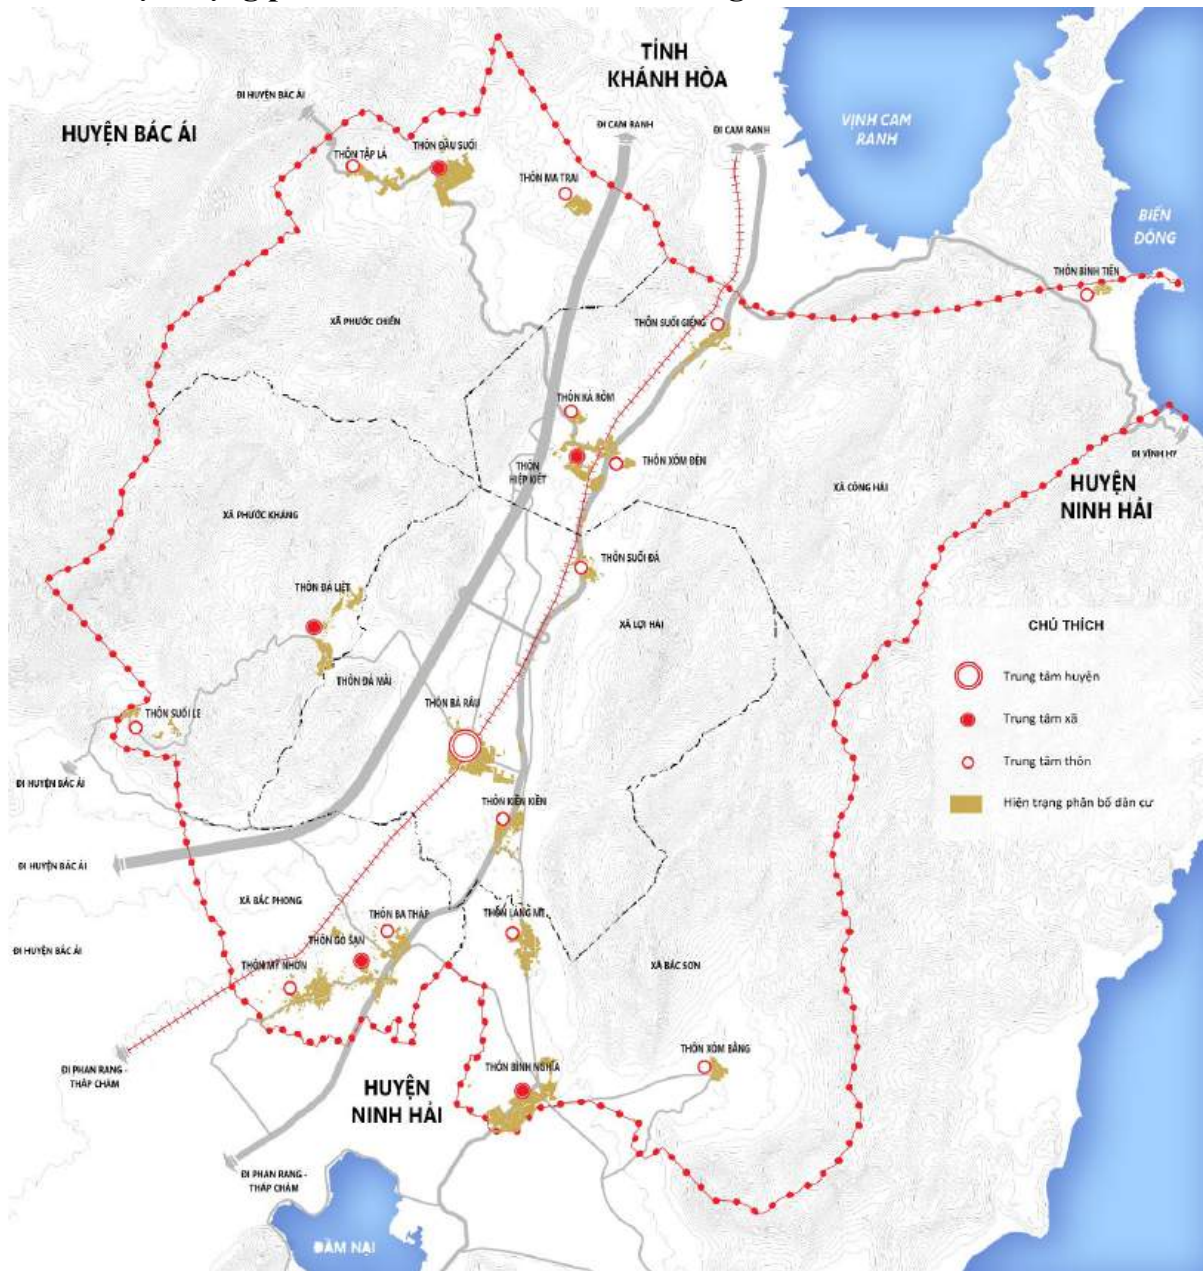 TỈNH
KHÁNH HÒA
ĐI HUYỆN BÁC ÁI
HUYỆN BÁC ÁI
ĐI CAM RANH
ĐI CAM RANH
VỊNH CAM
RANH
THÔN TẬP LÁ
THÔN ĐẦU SUỐI
THÔN MA TRAI
BIỂN
ĐÔNG
THÔN BÌNH TIÊN
XÃ PHƯỚC CHIẾN
THÔN SUỐI GIẾNG
THÔN KÀ RÔM
THÔN
HIỆP KIẾT
THÔN XÓM ĐÈN
ĐI VĨNH HY
XÃ CÔNG HẢI
HUYỆN
NINH HẢI
XÃ PHƯỚC KHÁNG
THÔN SUỐI ĐÁ
THÔN ĐÁ LIỆT
XÃ LỢI HẢI
CHÚ THÍCH
Trung tâm huyện
Trung tâm xã
Trung tâm thôn
Hiện trạng phân bố dân cư
THÔN ĐÁ MÀI
THÔN BÀ RÂU
THÔN SUỐI LE
ĐI HUYỆN BÁC ÁI
THÔN KIỀN KIỀN
ĐI HUYỆN BÁC ÁI
XÃ BẮC PHONG
THÔN BA THÁP
THÔN LÁNG MÍT
THÔN GÒ SẠN
ĐI HUYỆN BÁC ÁI
THÔN MỸ NHƠN
XÃ BẮC SƠN
THÔN XÓM BẰNG
ĐI PHAN RANG -
THÁP CHÀM
THÔN BÌNH NGHĨA
HUYỆN
NINH HẢI
ĐI PHAN RANG -
THÁP CHÀM
ĐẦM NẠI